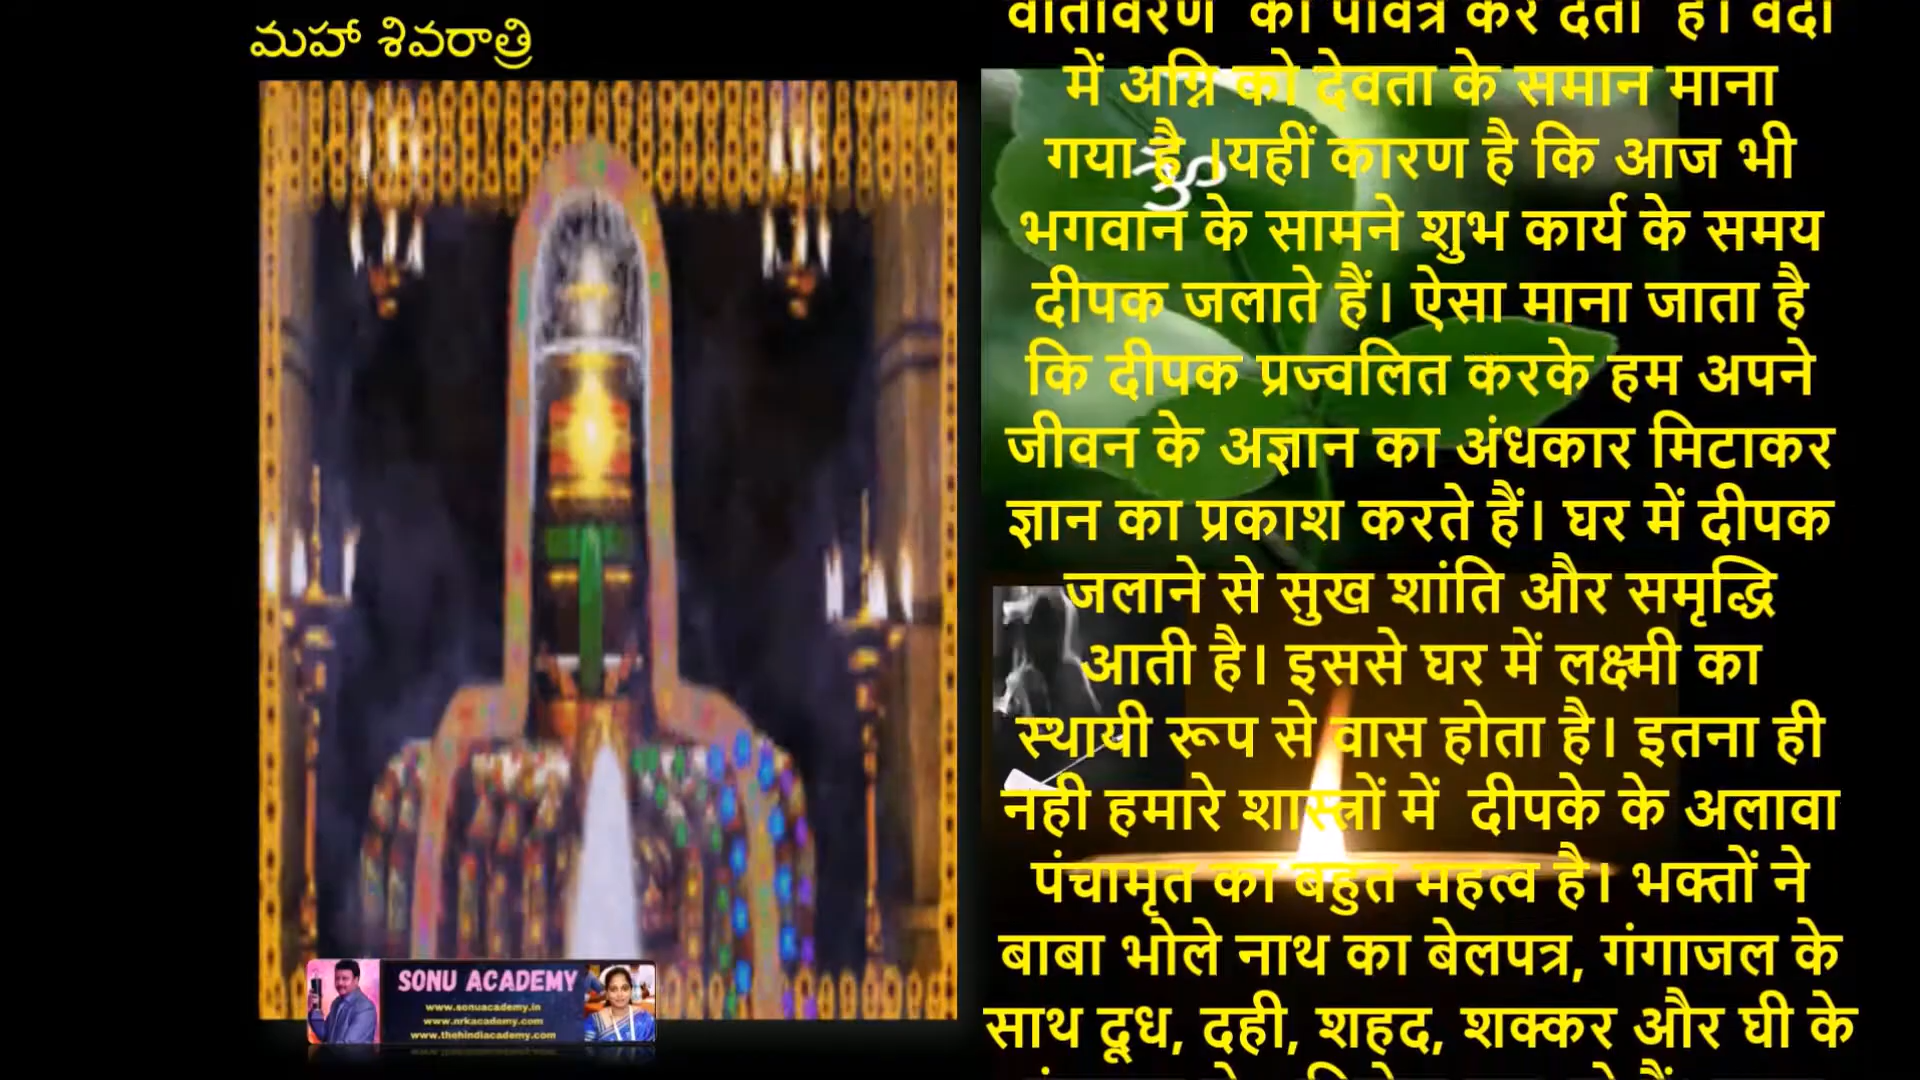 మహా శివరాత్రి
वातावरण को पवित्र कर देता है। वेदों
में अग्नि को देवता के समान माना
गया है ।यहीं कारण है कि आज भी
भगवान के सामने शुभ कार्य के समय
दीपक जलाते हैं। ऐसा माना जाता है
कि दीपक प्रज्वलित करके हम अपने
जीवन के अज्ञान का अंधकार मिटाकर
ज्ञान का प्रकाश करते हैं। घर में दीपक
जलाने से सुख शांति और समृद्धि
आती है। इससे घर में लक्ष्मी का
स्थायी रूप से वास होता है। इतना ही
नही हमारे शास्त्रों में दीपके के अलावा
पंचामृत का बहुत महत्व है। भक्तों ने
बाबा भोले नाथ का बेलपत्र, गंगाजल के
साथ दूध, दही, शहद, शक्कर और घी के
ॐ
SONU ACADEMY
www.sonuacademy.in
www.nrkacademy.com
www.thehindiacademy.com